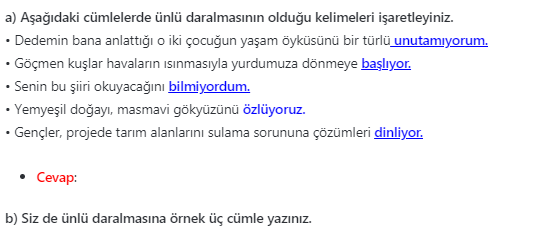 a) Aşağıdaki cümlelerde ünlü daralmasının olduğu kelimeleri işaretleyiniz.
• Dedemin bana anlattığı o iki çocuğun yaşam öyküsünü bir türlü unutamıyorum.
• Göçmen kuşlar havaların ısınmasıyla yurdumuza dönmeye başlıyor.
• Senin bu şiiri okuyacağını bilmiyordum.
• Yemyeşil doğayı, masmavi gökyüzünü özlüyoruz.
• Gençler, projede tarım alanlarını sulama sorununa çözümleri dinliyor.
• Cevap:
b) Siz de ünlü daralmasına örnek üç cümle yazınız.